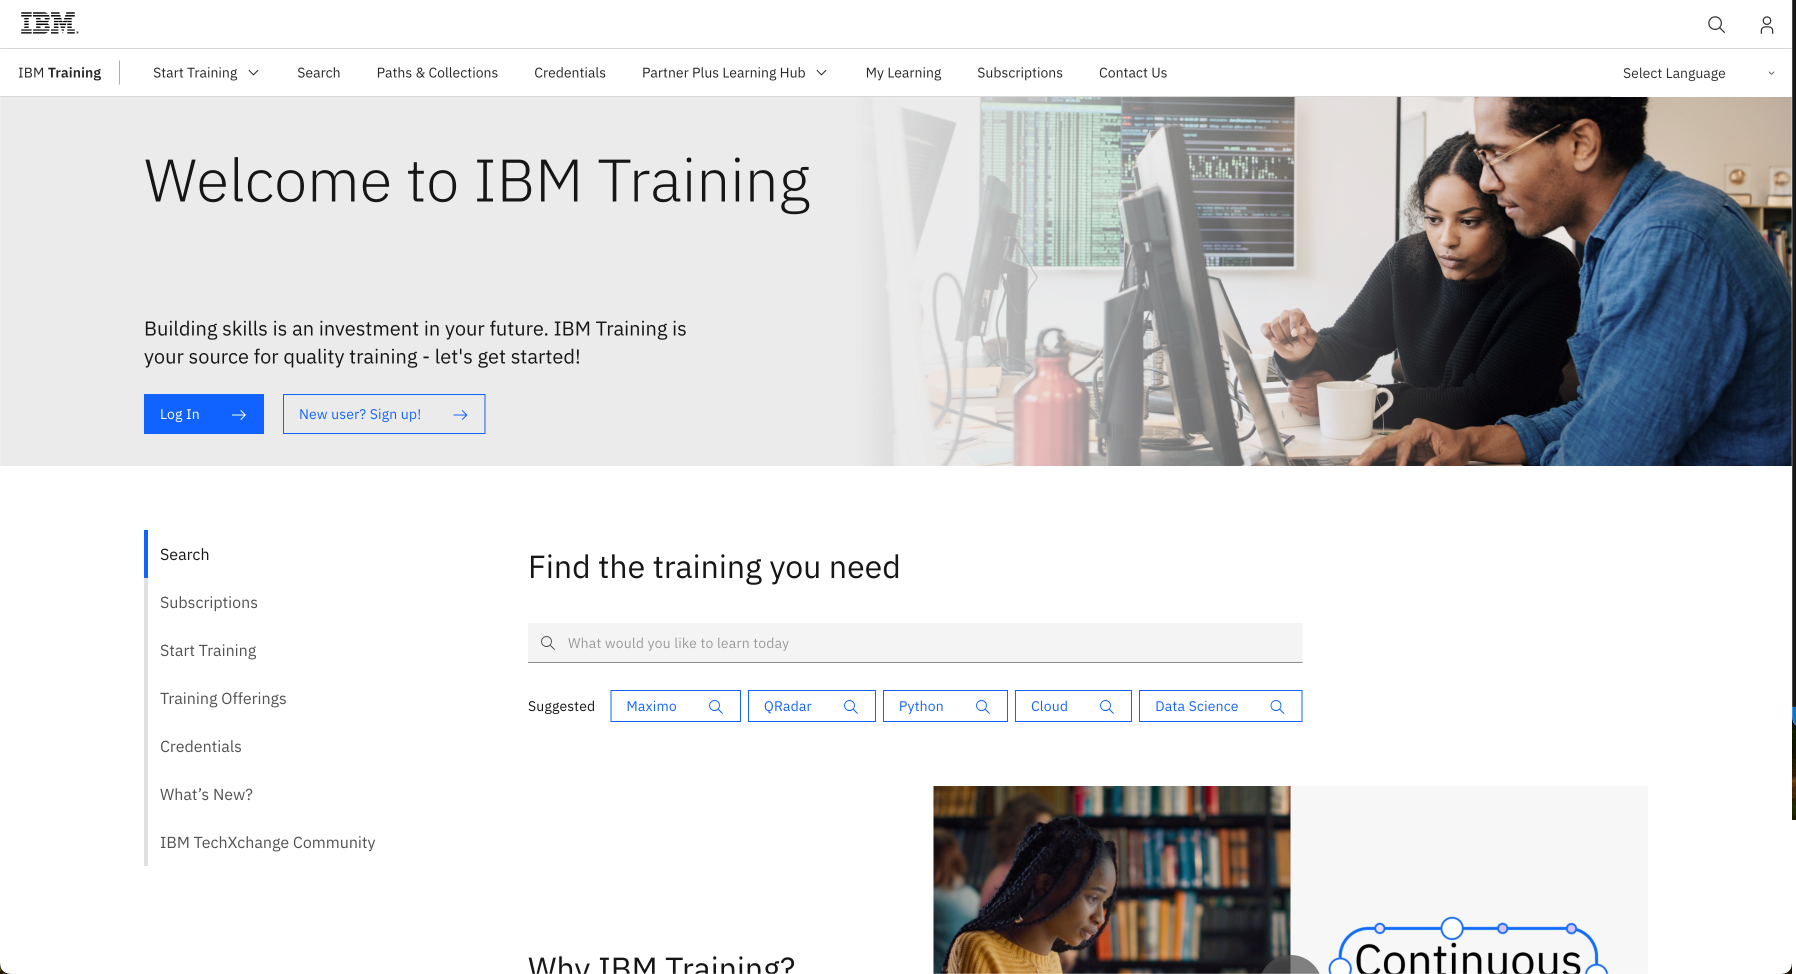 IBM
IBM Training
Start Training
Search
Paths & Collections
Credentials
Partner Plus Learning Hub
My Learning
Subscriptions
Contact Us
Select Language
Welcome to IBM Training
Building skills is an investment in your future. IBM Training is
your source for quality training - let's get started!
Log In
New user? Sign up!
Search
Subscriptions
Start Training
Training Offerings
Credentials
What’s New?
IBM TechXchange Community
Find the training you need
What would you like to learn today
Suggested
Maximo
QRadar
Python
Cloud
Data Science
Why IBM Training?
Continuous